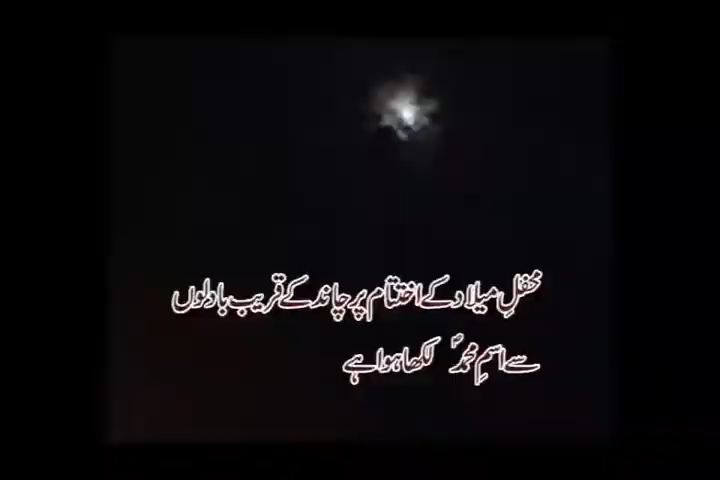 محفلِ میلاد کے اختتام پر چاند کے قریب بادلوں
سے اسمِ محمدؐ لکھا ہوا ہے